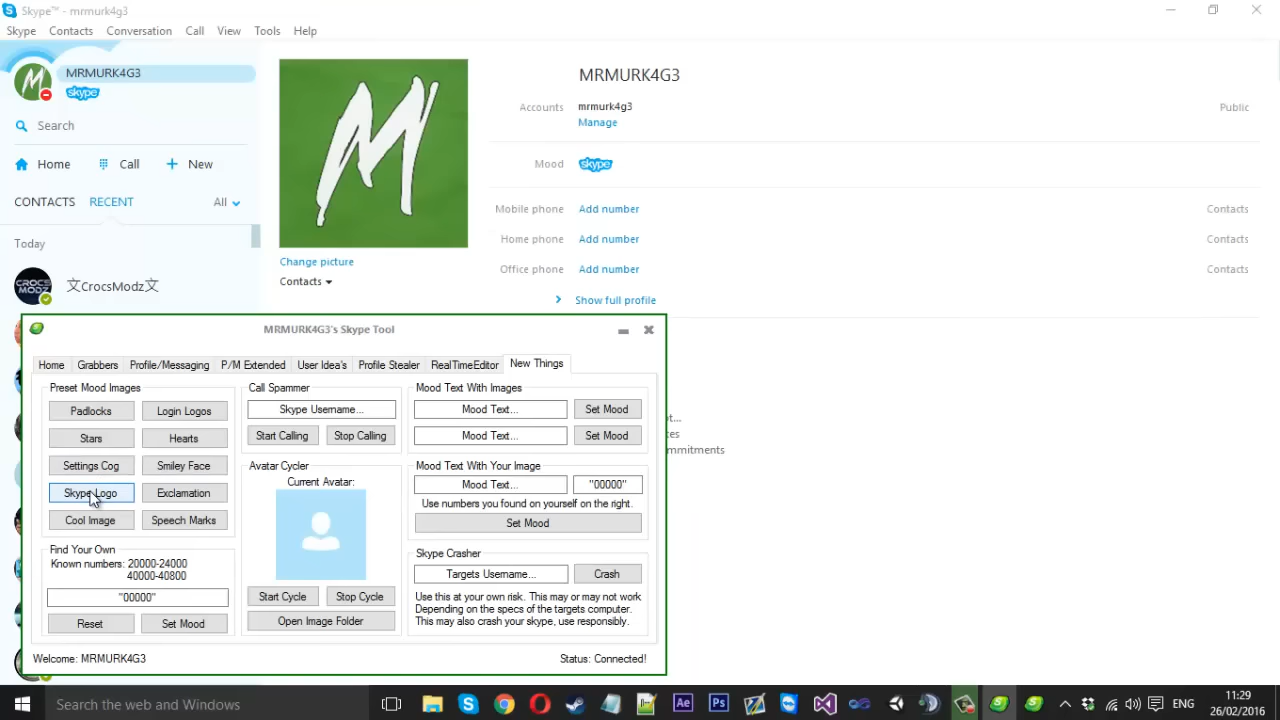 Skype™ - mrmurk4g3
Skype Contacts Conversation Call View Tools Help
MRMURK4G3
skype
Search
Home Call New
CONTACTS RECENT All
Today
CROCS MODZ
文CrocsModz文
MRMURK4G3
Accounts mrmurk4g3 Public
Manage
Mood skype
Mobile phone Add number Contacts
Home phone Add number Contacts
Office phone Add number Contacts
Show full profile
Change picture
Contacts
MRMURK4G3's Skype Tool
Home Grabbers Profile/Messaging P/M Extended User Idea's Profile Stealer RealTimeEditor New Things
Preset Mood Images
Padlocks Login Logos
Stars Hearts
Settings Cog Smiley Face
Skype Logo Exclamation
Cool Image Speech Marks
Find Your Own
Known numbers: 20000-24000
40000-40800
"00000"
Reset Set Mood
Call Spammer
Skype Username...
Start Calling Stop Calling
Avatar Cycler
Current Avatar:
Start Cycle Stop Cycle
Open Image Folder
Mood Text With Images
Mood Text... Set Mood
Mood Text... Set Mood
Mood Text With Your Image
Mood Text... "00000"
Use numbers you found on yourself on the right.
Set Mood
Skype Crasher
Targets Username... Crash
Use this at your own risk. This may or may not work
Depending on the specs of the targets computer.
This may also crash your skype, use responsibly.
Welcome: MRMURK4G3 Status: Connected!
Search the web and Windows
Ae Ps
ENG
11:29
26/02/2016